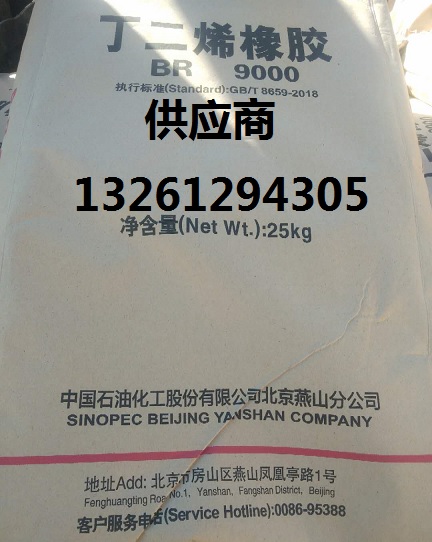 丁二烯橡胶
BR 9000
执行标准(Standard):GB/T 8659-2018
供应商
13261294305
净含量(Net Wt.):25kg
中国石油化工股份有限公司北京燕山分公司
SINOPEC BEIJING YANSHAN COMPANY
地址Add: 北京市房山区燕山凤凰亭路1号
Fenghuangting Road No.1, Yanshan, Fangshan District, Beijing
客户服务电话(Service Hotline):0086-95388